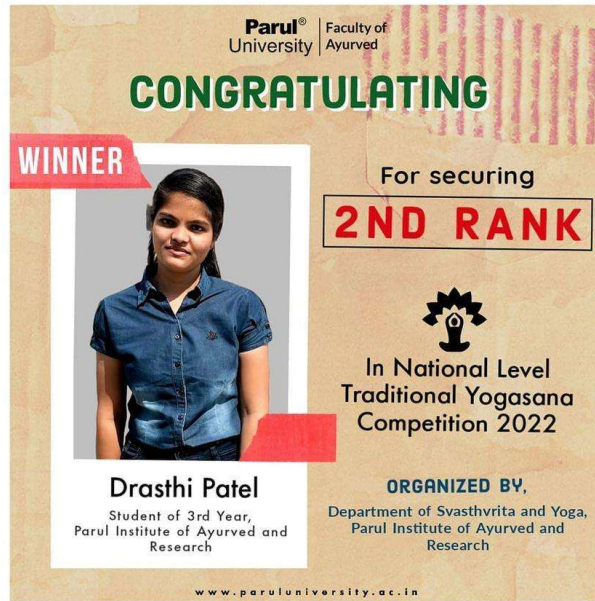 Parul® University
Faculty of Ayurved
CONGRATULATING
WINNER
For securing
2ND RANK
In National Level
Traditional Yogasana
Competition 2022
Drasthi Patel
Student of 3rd Year,
Parul Institute of Ayurved and
Research
ORGANIZED BY,
Department of Svasthvrita and Yoga,
Parul Institute of Ayurved and
Research
www.paruluniversity.ac.in